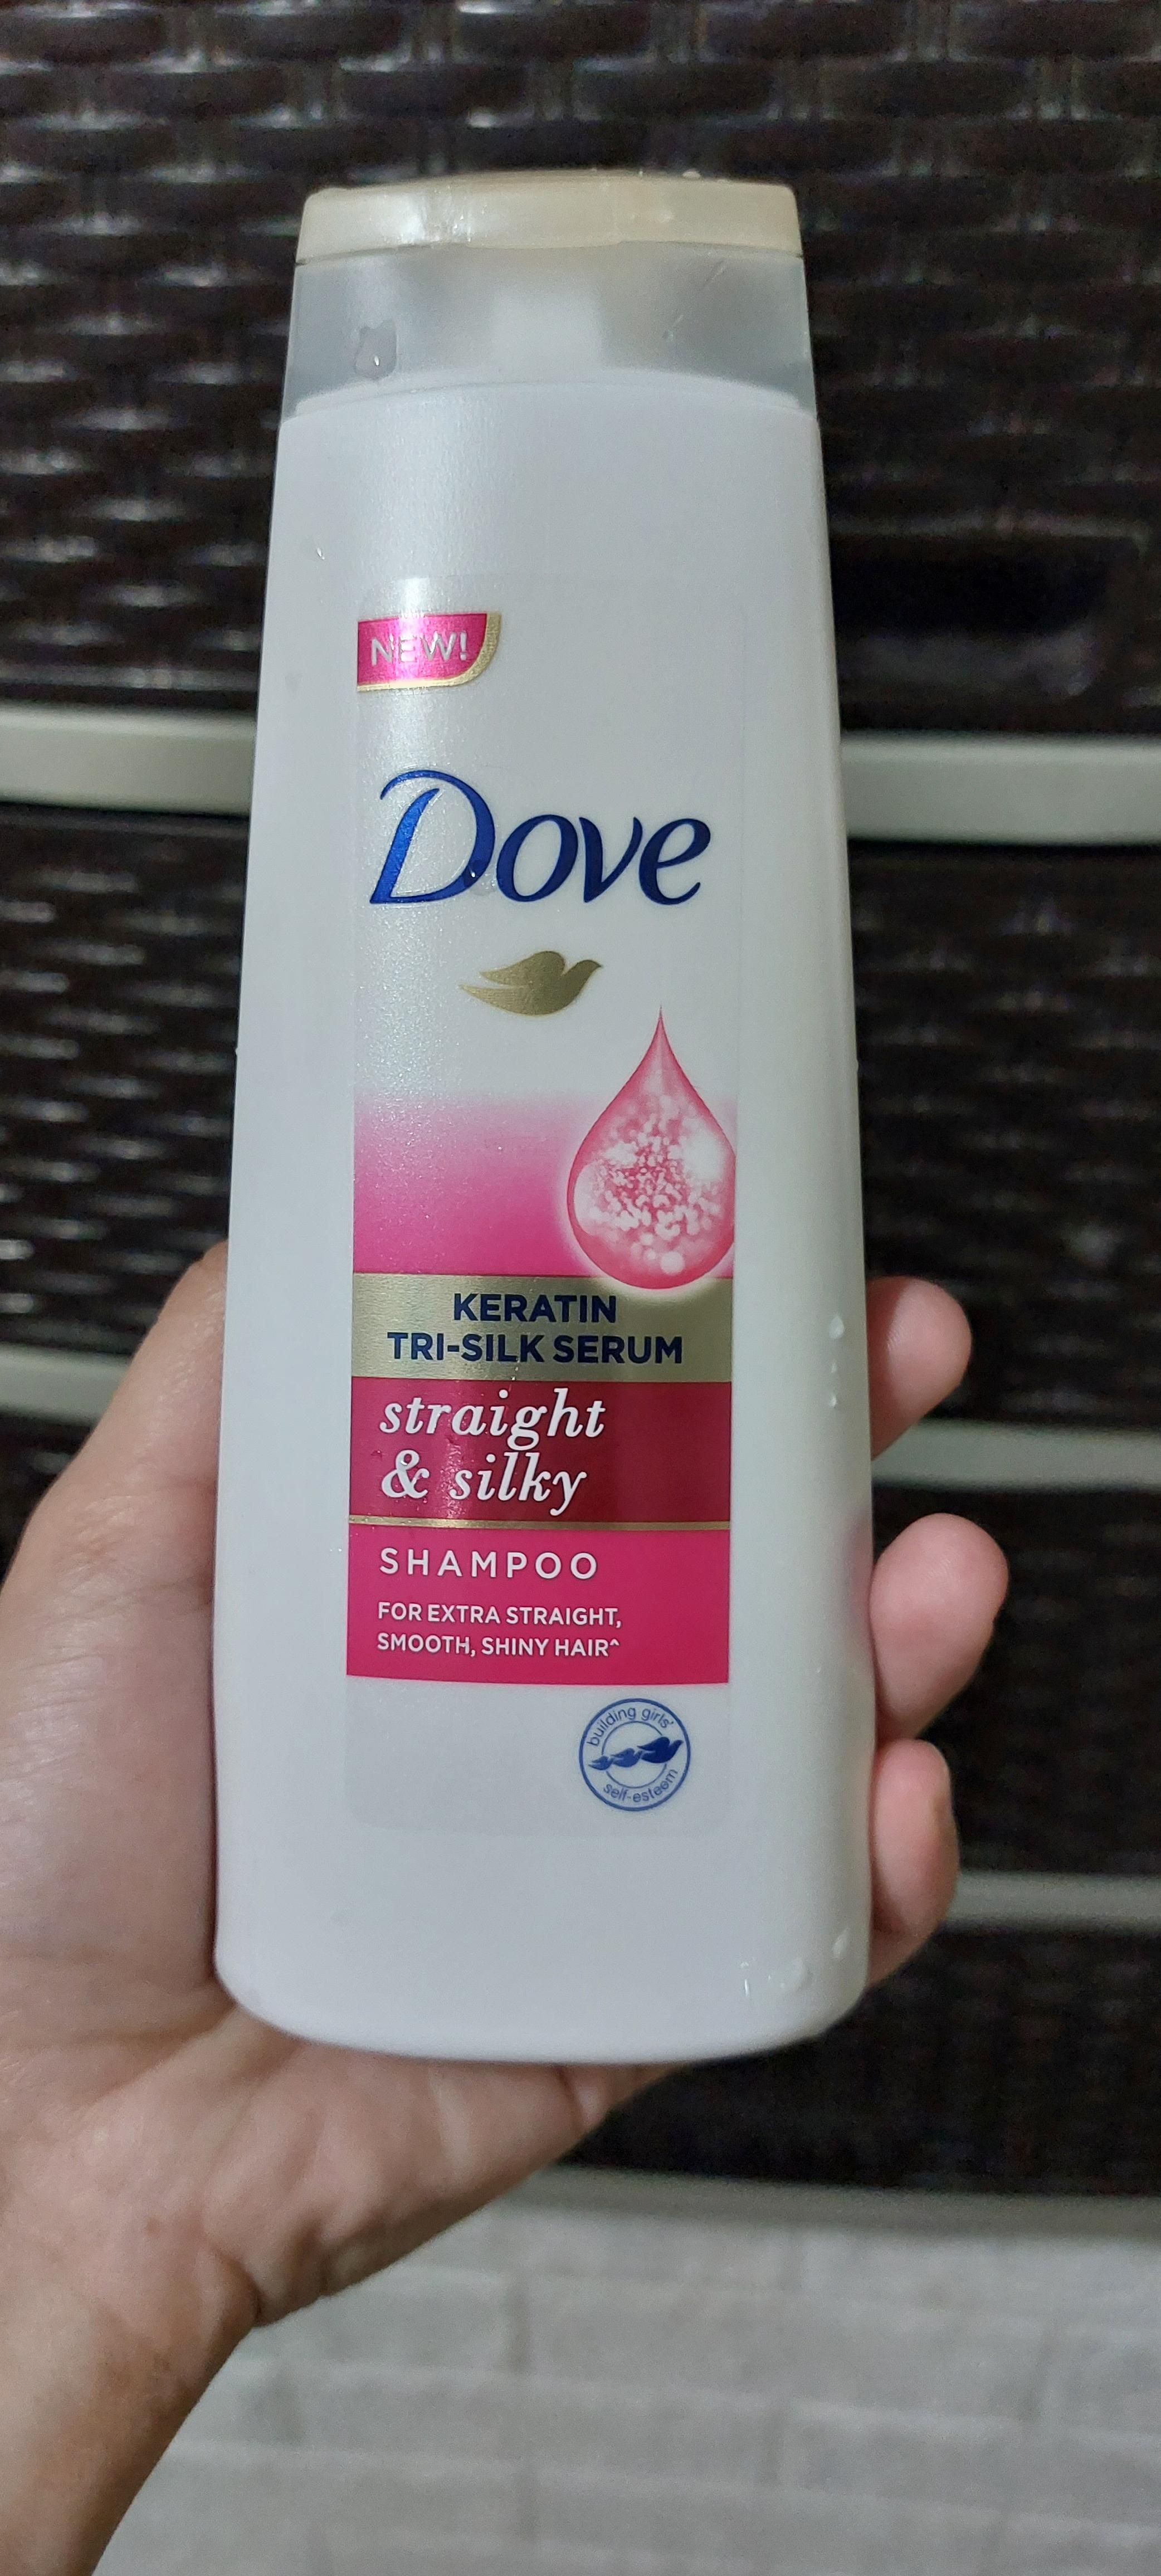 NEW!
Dove
KERATIN
TRI-SILK SERUM
straight
& silky
SHAMPOO
FOR EXTRA STRAIGHT,
SMOOTH, SHINY HAIR^
building girls'
self-esteem